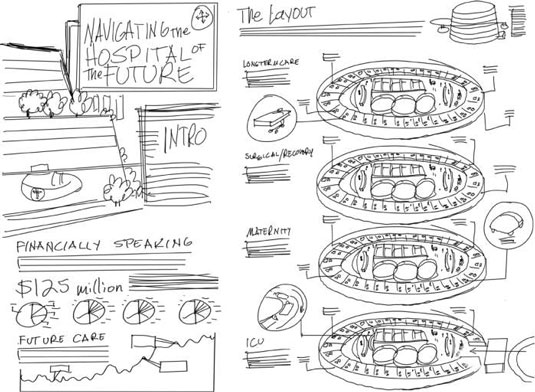 NAVIGATING the
HOSPITAL OF
the FUTURE
INTRO
FINANCIALLY SPEAKING
$125 million
FUTURE CARE
The LAYOUT
LONGTERM CARE
SURGICAL/RECOVERY
MATERNITY
ICU